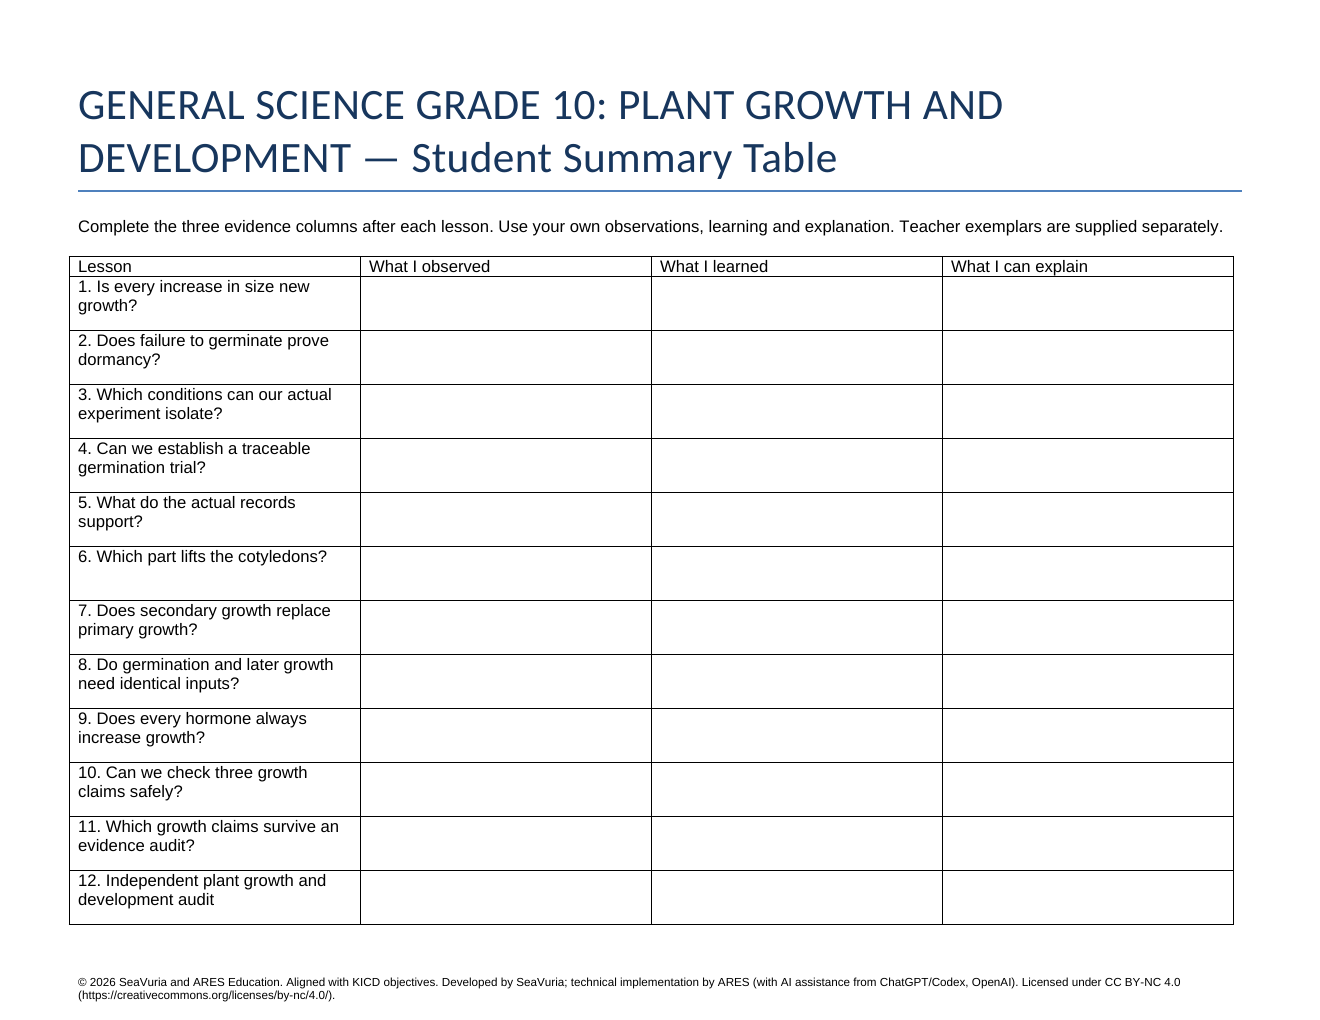 GENERAL SCIENCE GRADE 10: PLANT GROWTH AND
DEVELOPMENT — Student Summary Table
Complete the three evidence columns after each lesson. Use your own observations, learning and explanation. Teacher exemplars are supplied separately.
Lesson What I observed What I learned What I can explain
1. Is every increase in size new
growth?
2. Does failure to germinate prove
dormancy?
3. Which conditions can our actual
experiment isolate?
4. Can we establish a traceable
germination trial?
5. What do the actual records
support?
6. Which part lifts the cotyledons?
7. Does secondary growth replace
primary growth?
8. Do germination and later growth
need identical inputs?
9. Does every hormone always
increase growth?
10. Can we check three growth
claims safely?
11. Which growth claims survive an
evidence audit?
12. Independent plant growth and
development audit
© 2026 SeaVuria and ARES Education. Aligned with KICD objectives. Developed by SeaVuria; technical implementation by ARES (with AI assistance from ChatGPT/Codex, OpenAI). Licensed under CC BY-NC 4.0
(https://creativecommons.org/licenses/by-nc/4.0/).